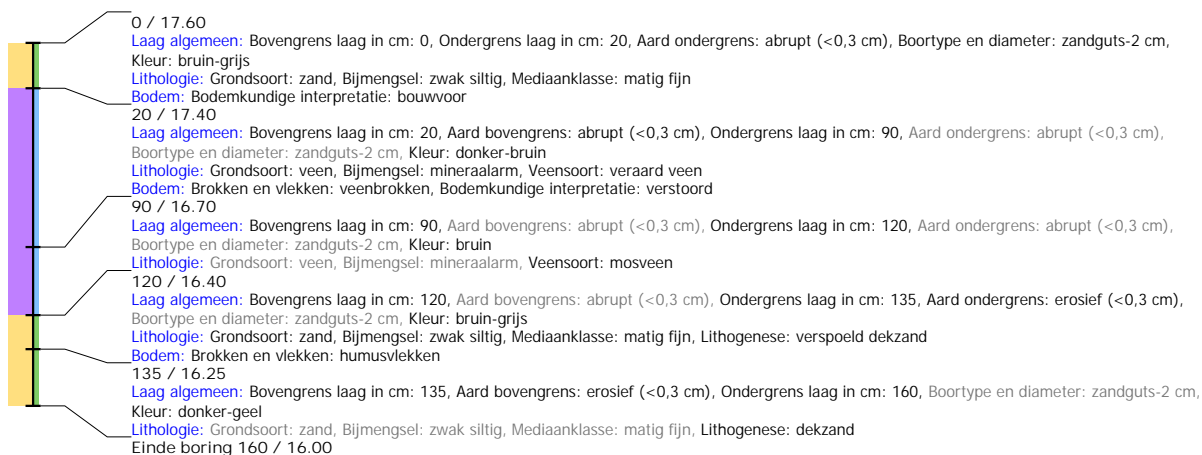 0 / 17.60
Laag algemeen: Bovengrens laag in cm: 0, Ondergrens laag in cm: 20, Aard ondergrens: abrupt (<0,3 cm), Boortype en diameter: zandguts-2 cm,
Kleur: bruin-grijs
Lithologie: Grondsoort: zand, Bijmengsel: zwak siltig, Mediaanklasse: matig fijn
Bodem: Bodemkundige interpretatie: bouwvoor
20 / 17.40
Laag algemeen: Bovengrens laag in cm: 20, Aard bovengrens: abrupt (<0,3 cm), Ondergrens laag in cm: 90, Aard ondergrens: abrupt (<0,3 cm),
Boortype en diameter: zandguts-2 cm, Kleur: donker-bruin
Lithologie: Grondsoort: veen, Bijmengsel: mineraalarm, Veensoort: veraard veen
Bodem: Brokken en vlekken: veenbrokken, Bodemkundige interpretatie: verstoord
90 / 16.70
Laag algemeen: Bovengrens laag in cm: 90, Aard bovengrens: abrupt (<0,3 cm), Ondergrens laag in cm: 120, Aard ondergrens: abrupt (<0,3 cm),
Boortype en diameter: zandguts-2 cm, Kleur: bruin
Lithologie: Grondsoort: veen, Bijmengsel: mineraalarm, Veensoort: mosveen
120 / 16.40
Laag algemeen: Bovengrens laag in cm: 120, Aard bovengrens: abrupt (<0,3 cm), Ondergrens laag in cm: 135, Aard ondergrens: erosief (<0,3 cm),
Boortype en diameter: zandguts-2 cm, Kleur: bruin-grijs
Lithologie: Grondsoort: zand, Bijmengsel: zwak siltig, Mediaanklasse: matig fijn, Lithogenese: verspoeld dekzand
Bodem: Brokken en vlekken: humusvlekken
135 / 16.25
Laag algemeen: Bovengrens laag in cm: 135, Aard bovengrens: erosief (<0,3 cm), Ondergrens laag in cm: 160, Boortype en diameter: zandguts-2 cm,
Kleur: donker-geel
Lithologie: Grondsoort: zand, Bijmengsel: zwak siltig, Mediaanklasse: matig fijn, Lithogenese: dekzand
Einde boring 160 / 16.00